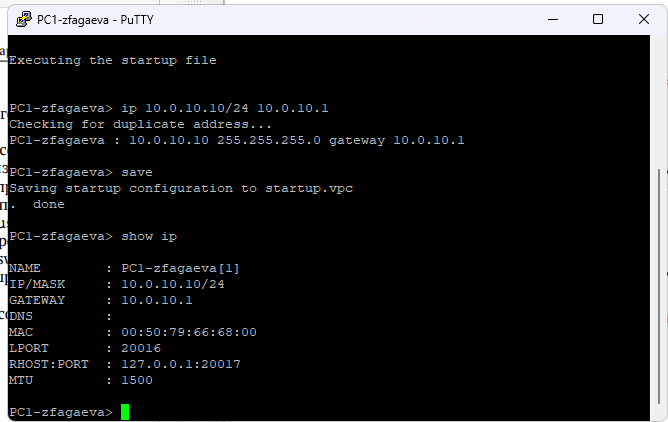 PC1-zfagaeva - PuTTY
Executing the startup file
PC1-zfagaeva> ip 10.0.10.10/24 10.0.10.1
Checking for duplicate address...
PC1-zfagaeva : 10.0.10.10 255.255.255.0 gateway 10.0.10.1
PC1-zfagaeva> save
Saving startup configuration to startup.vpc
.  done
PC1-zfagaeva> show ip
NAME        : PC1-zfagaeva[1]
IP/MASK     : 10.0.10.10/24
GATEWAY     : 10.0.10.1
DNS         :
MAC         : 00:50:79:66:68:00
LPORT       : 20016
RHOST:PORT  : 127.0.0.1:20017
MTU         : 1500
PC1-zfagaeva>